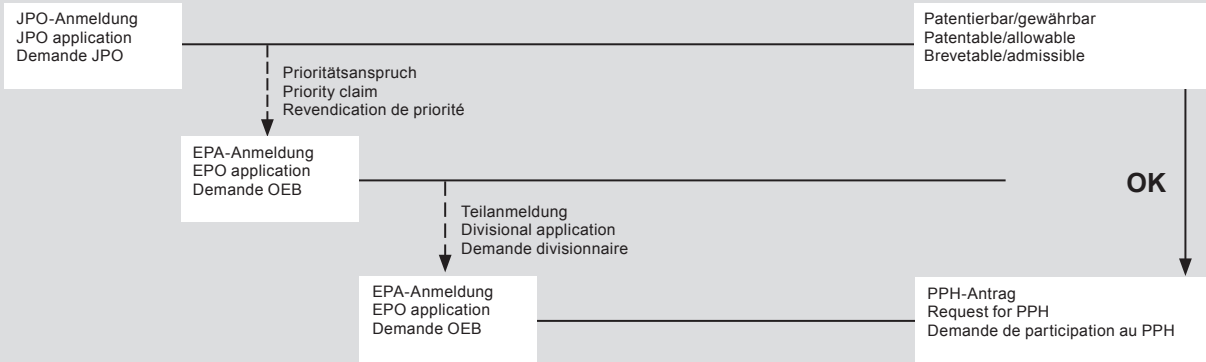 JPO-Anmeldung
JPO application
Demande JPO
Patentierbar/gewährbar
Patentable/allowable
Brevetable/admissible
Prioritätsanspruch
Priority claim
Revendication de priorité
EPA-Anmeldung
EPO application
Demande OEB
OK
Teilanmeldung
Divisional application
Demande divisionnaire
EPA-Anmeldung
EPO application
Demande OEB
PPH-Antrag
Request for PPH
Demande de participation au PPH